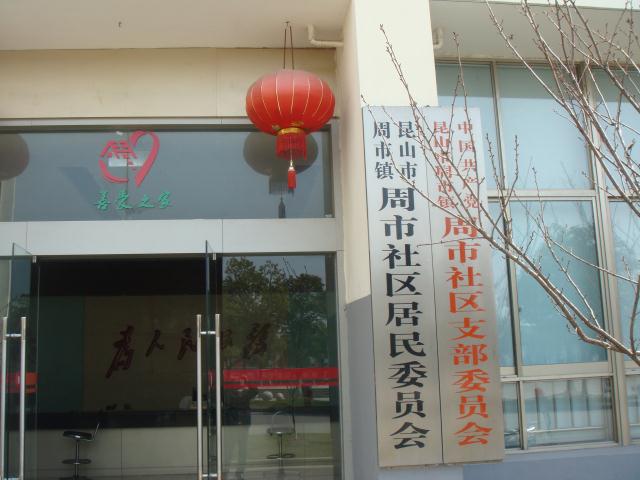 喜爱之家
为人民服务
昆山市
周市镇
周市社区居民委员会
中国共产党
昆山市周市镇
周市社区支部委员会